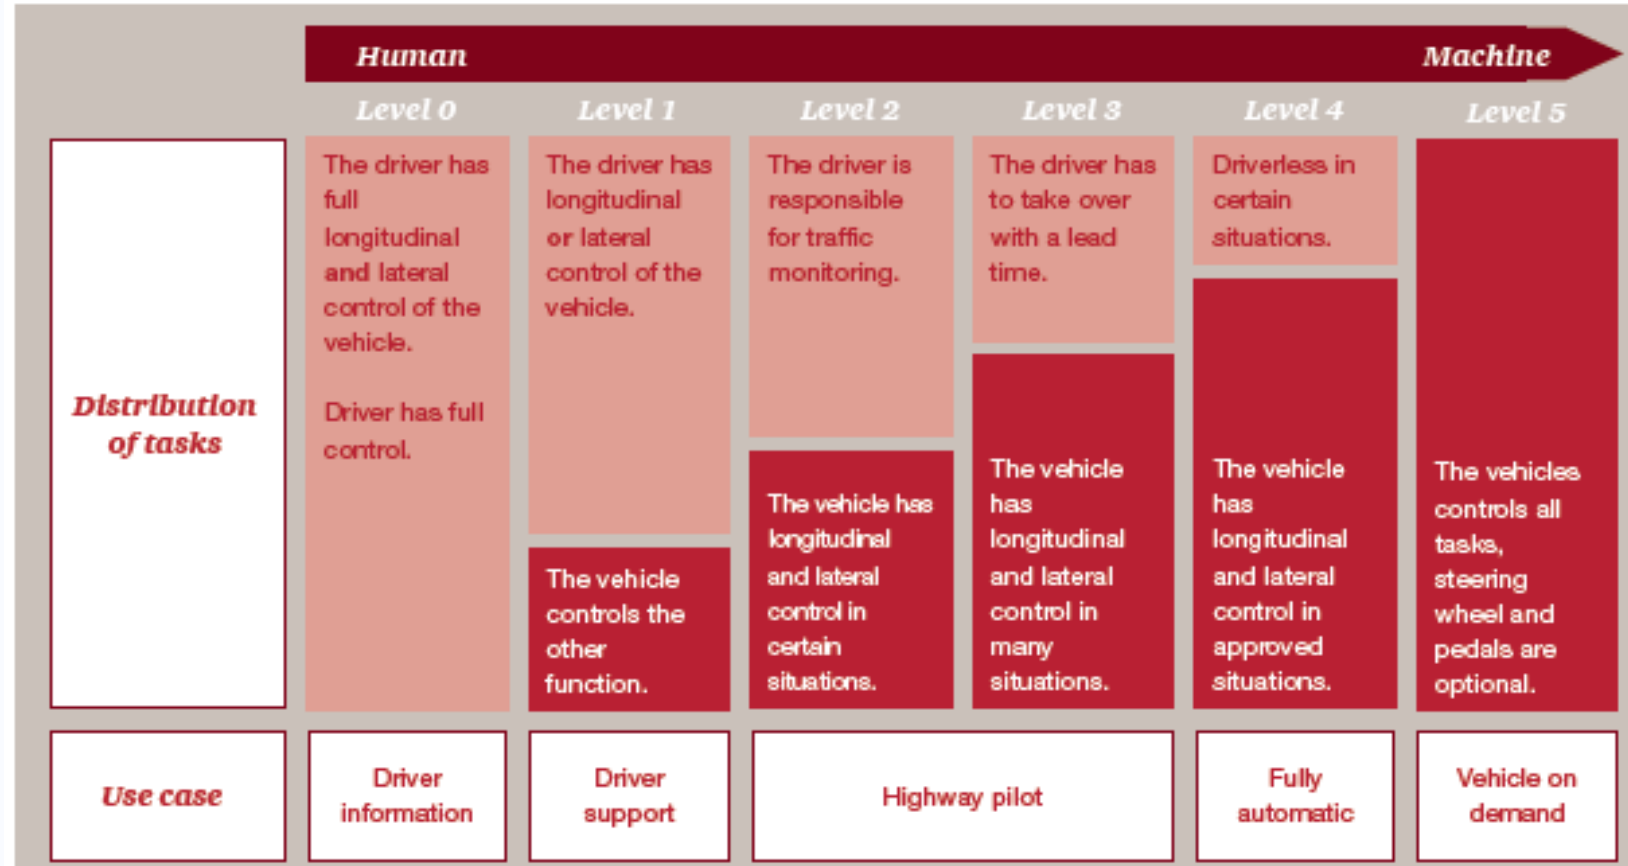 Human
Machine
Level 0
Level 1
Level 2
Level 3
Level 4
Level 5
Distribution
of tasks
The driver has
full
longitudinal
and lateral
control of the
vehicle.
Driver has full
control.
The driver has
longitudinal
or lateral
control of the
vehicle.
The vehicle
controls the
other
function.
The driver is
responsible
for traffic
monitoring.
The vehicle has
longitudinal
and lateral
control in
certain
situations.
The driver has
to take over
with a lead
time.
The vehicle
has
longitudinal
and lateral
control in
many
situations.
Driverless in
certain
situations.
The vehicle
has
longitudinal
and lateral
control in
approved
situations.
The vehicles
controls all
tasks,
steering
wheel and
pedals are
optional.
Use case
Driver
information
Driver
support
Highway pilot
Fully
automatic
Vehicle on
demand